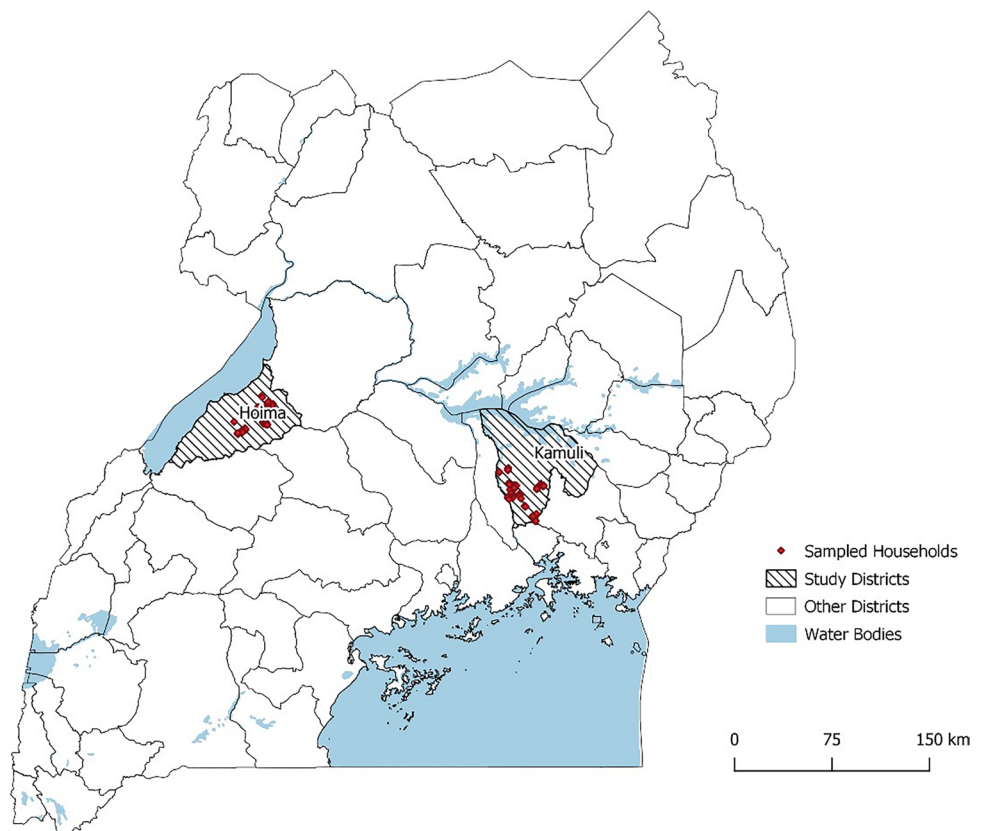 Hoima
Kamuli
Sampled Households
Study Districts
Other Districts
Water Bodies
0 75 150 km